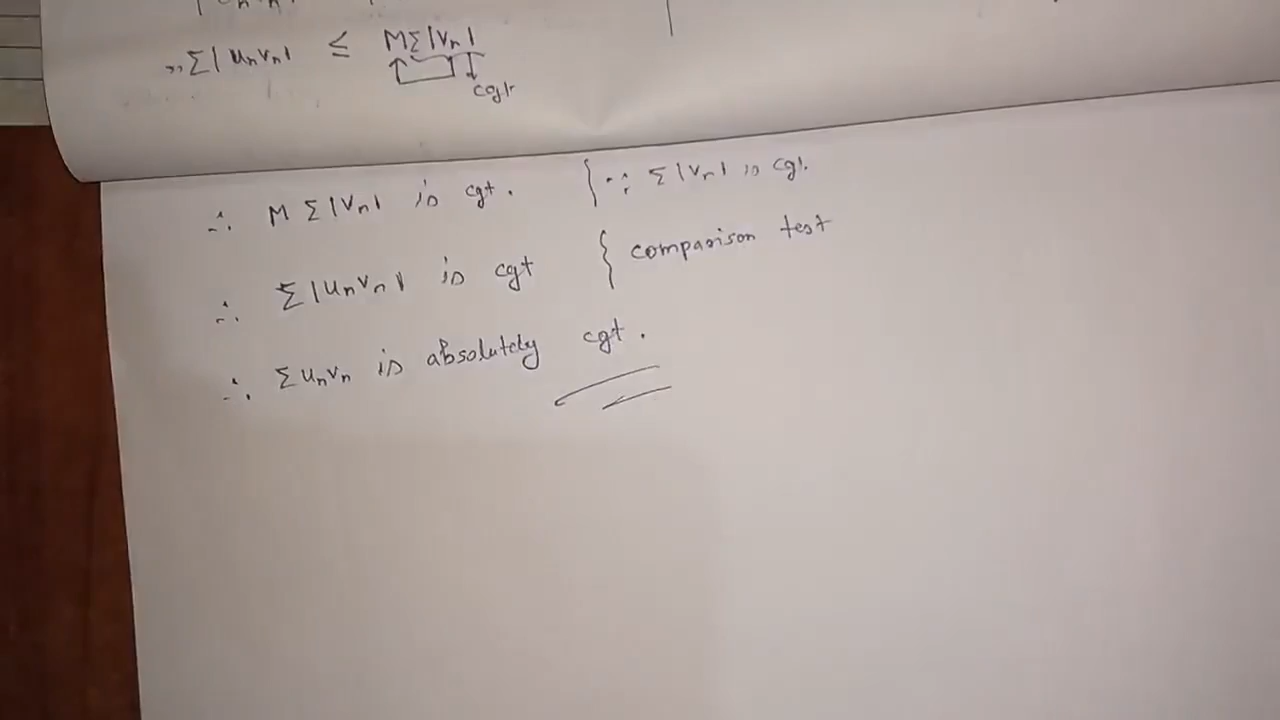 ∴ Σ|uₙvₙ| ≤ MΣ|vₙ|
cgt
∴ M Σ|vₙ| is cgt. {∵ Σ|vₙ| is cgt.
∴ Σ|uₙvₙ| is cgt { comparison test
∴ Σuₙvₙ is absolutely cgt.